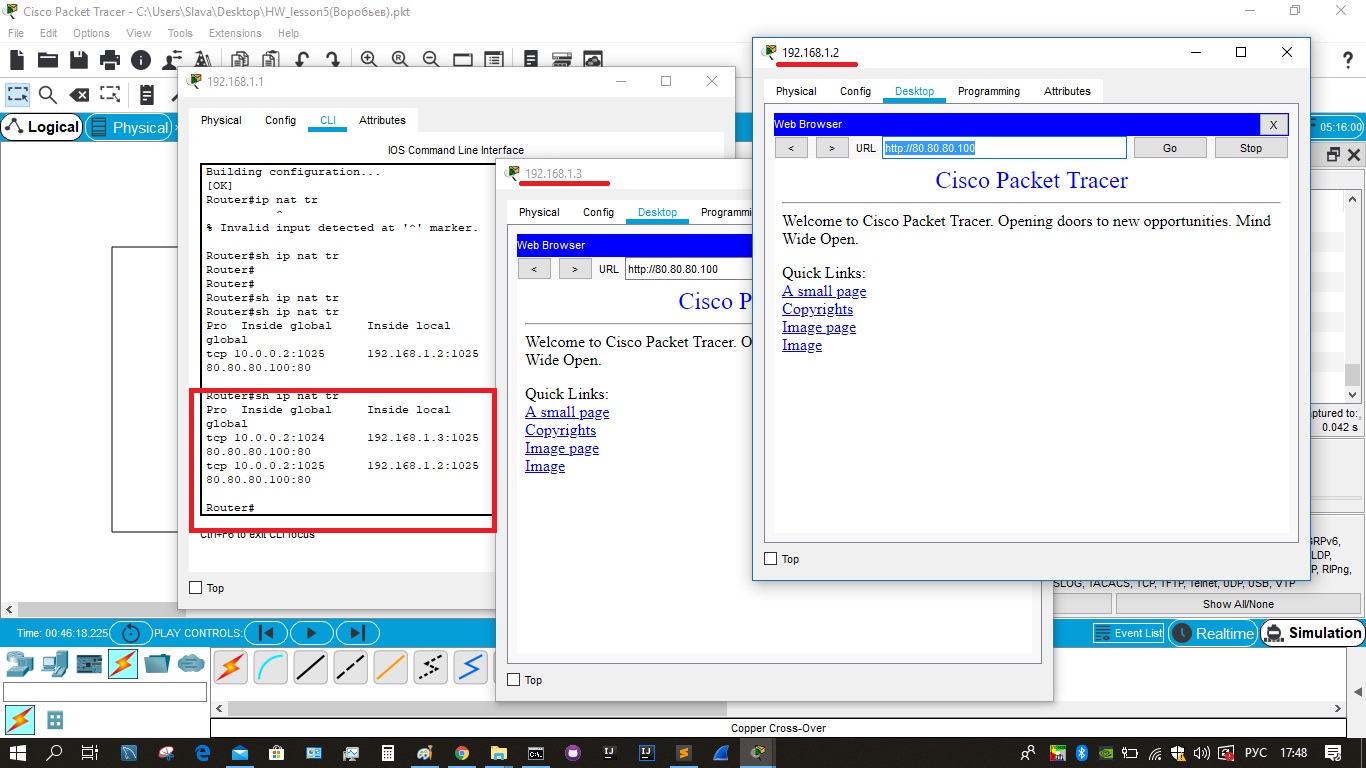 Cisco Packet Tracer - C:\Users\Slava\Desktop\HW_lesson5(Воробьев).pkt
File Edit Options View Tools Extensions Help
?
Logical
Physical
05:16:00
192.168.1.1
Physical Config CLI Attributes
IOS Command Line Interface
Building configuration...
[OK]
Router#ip nat tr
^
% Invalid input detected at '^' marker.
Router#sh ip nat tr
Router#
Router#
Router#sh ip nat tr
Router#sh ip nat tr
Pro Inside global Inside local
global
tcp 10.0.0.2:1025 192.168.1.2:1025
80.80.80.100:80
Router#sh ip nat tr
Pro Inside global Inside local
global
tcp 10.0.0.2:1024 192.168.1.3:1025
80.80.80.100:80
tcp 10.0.0.2:1025 192.168.1.2:1025
80.80.80.100:80
Router#
Ctrl+F6 to exit CLI focus
Top
192.168.1.3
Physical Config Desktop Programmi
Web Browser
< > URL http://80.80.80.100
Cisco P
Welcome to Cisco Packet Tracer. O
Wide Open.
Quick Links:
A small page
Copyrights
Image page
Image
Top
192.168.1.2
Physical Config Desktop Programming Attributes
Web Browser X
< > URL http://80.80.80.100 Go Stop
Cisco Packet Tracer
Welcome to Cisco Packet Tracer. Opening doors to new opportunities. Mind
Wide Open.
Quick Links:
A small page
Copyrights
Image page
Image
Top
ptured to:
0.042 s
GRPv6,
LDP,
P, RIPng,
SLOG, TACACS, TCP, TFTP, Telnet, UDP, USB, VTP
Show All/None
Time: 00:46:18.225 PLAY CONTROLS: Event List Realtime Simulation
Copper Cross-Over
РУС 17:48